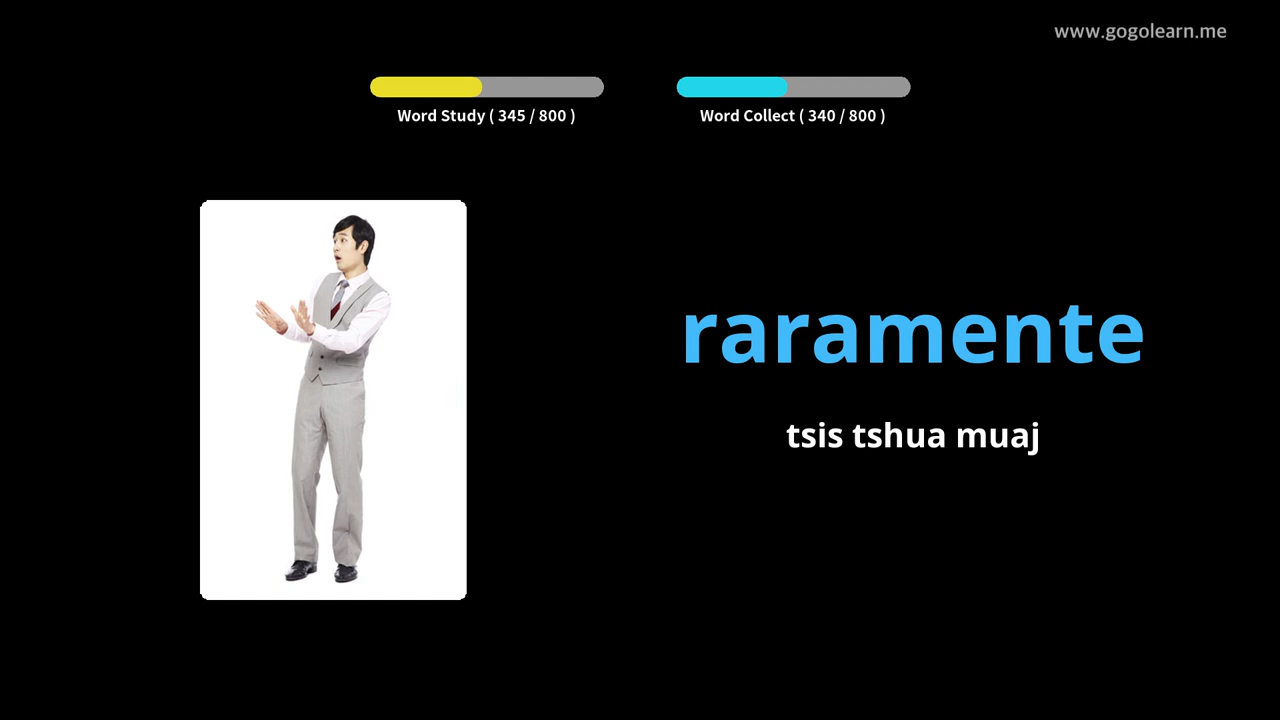 www.gogolearn.me
Word Study ( 345 / 800 )
Word Collect ( 340 / 800 )
raramente
tsis tshua muaj